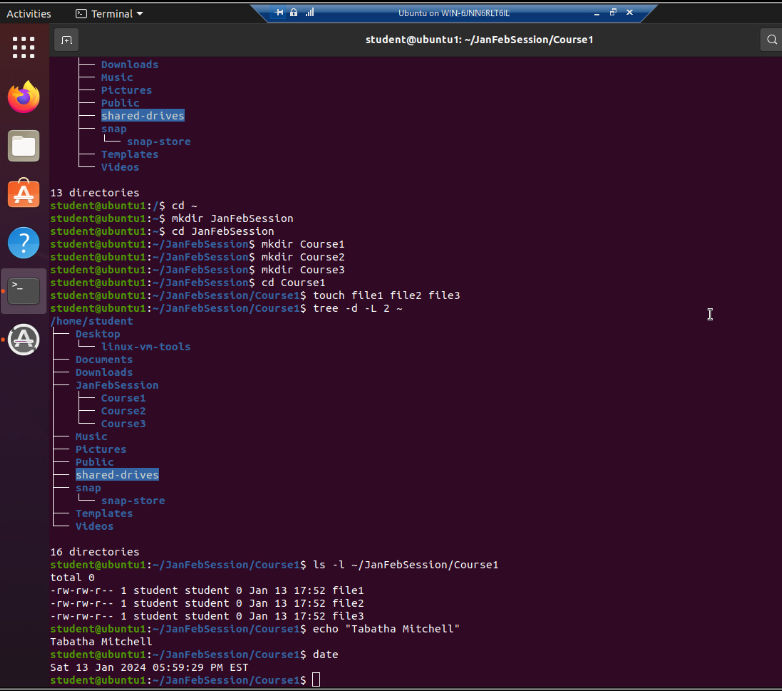 Activities
Terminal
Ubuntu on WIN-6JNN6RLT6IL
student@ubuntu1: ~/JanFebSession/Course1
├── Downloads
├── Music
├── Pictures
├── Public
├── shared-drives
├── snap
│   └── snap-store
├── Templates
└── Videos
13 directories
student@ubuntu1:/$ cd ~
student@ubuntu1:~$ mkdir JanFebSession
student@ubuntu1:~$ cd JanFebSession
student@ubuntu1:~/JanFebSession$ mkdir Course1
student@ubuntu1:~/JanFebSession$ mkdir Course2
student@ubuntu1:~/JanFebSession$ mkdir Course3
student@ubuntu1:~/JanFebSession$ cd Course1
student@ubuntu1:~/JanFebSession/Course1$ touch file1 file2 file3
student@ubuntu1:~/JanFebSession/Course1$ tree -d -L 2 ~
/home/student
├── Desktop
│   └── linux-vm-tools
├── Documents
├── Downloads
├── JanFebSession
│   ├── Course1
│   ├── Course2
│   └── Course3
├── Music
├── Pictures
├── Public
├── shared-drives
├── snap
│   └── snap-store
├── Templates
└── Videos
16 directories
student@ubuntu1:~/JanFebSession/Course1$ ls -l ~/JanFebSession/Course1
total 0
-rw-rw-r-- 1 student student 0 Jan 13 17:52 file1
-rw-rw-r-- 1 student student 0 Jan 13 17:52 file2
-rw-rw-r-- 1 student student 0 Jan 13 17:52 file3
student@ubuntu1:~/JanFebSession/Course1$ echo "Tabatha Mitchell"
Tabatha Mitchell
student@ubuntu1:~/JanFebSession/Course1$ date
Sat 13 Jan 2024 05:59:29 PM EST
student@ubuntu1:~/JanFebSession/Course1$